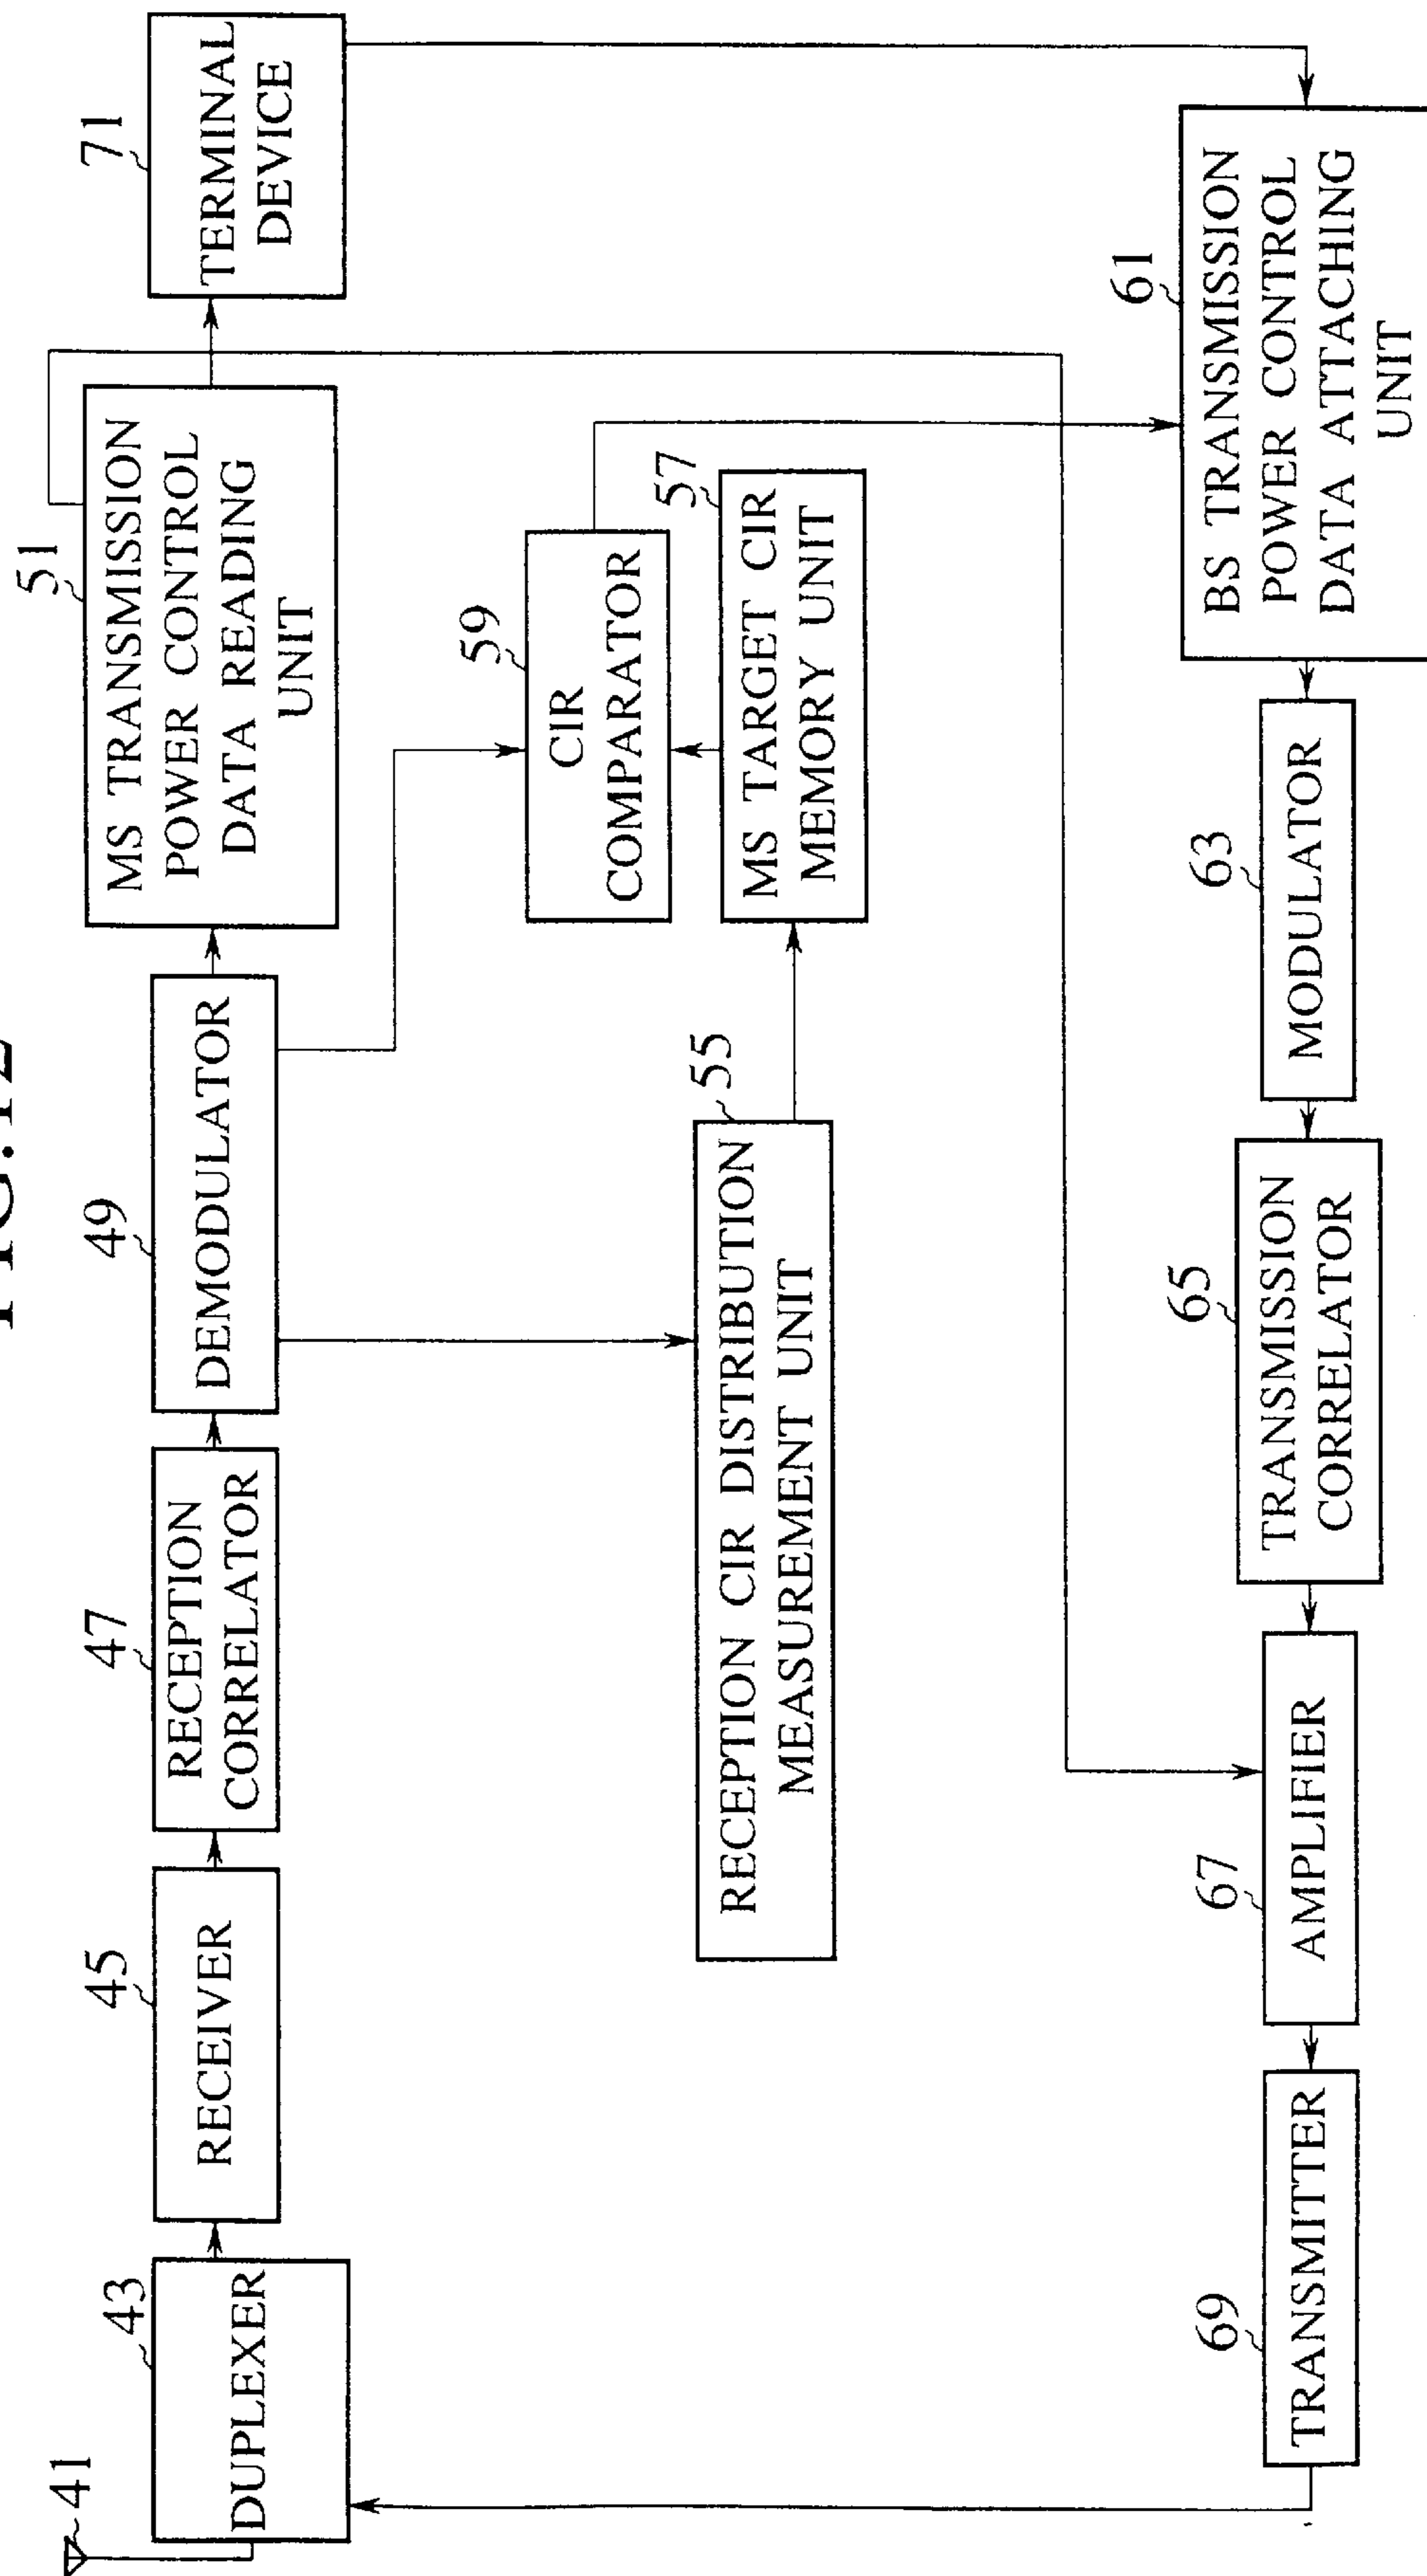 FIG.12
41
43
DUPLEXER
45
RECEIVER
47
RECEPTION
CORRELATOR
49
DEMODULATOR
51
MS TRANSMISSION
POWER CONTROL
DATA READING
UNIT
71
TERMINAL
DEVICE
55
RECEPTION CIR DISTRIBUTION
MEASUREMENT UNIT
59
CIR
COMPARATOR
57
MS TARGET CIR
MEMORY UNIT
69
TRANSMITTER
67
AMPLIFIER
65
TRANSMISSION
CORRELATOR
63
MODULATOR
61
BS TRANSMISSION
POWER CONTROL
DATA ATTACHING
UNIT